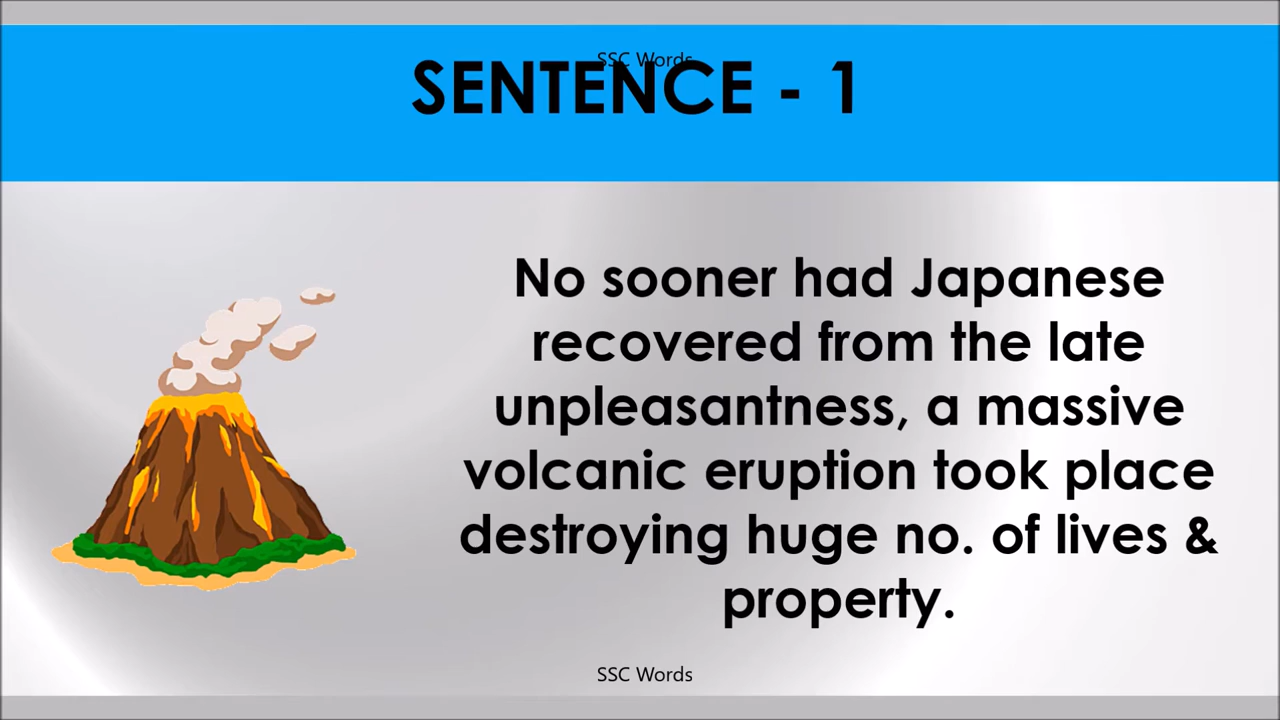 SSC Words
SENTENCE - 1
No sooner had Japanese
recovered from the late
unpleasantness, a massive
volcanic eruption took place
destroying huge no. of lives &
property.
SSC Words